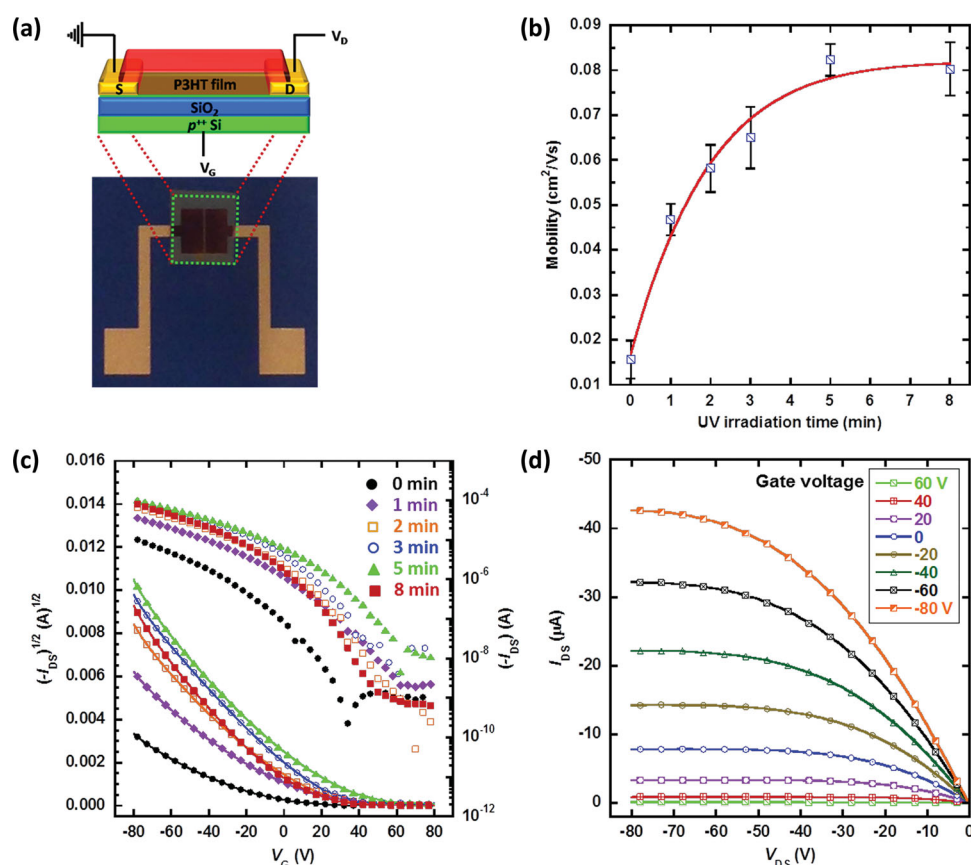 (a)
V_D
P3HT film
S
D
SiO₂
p⁺⁺ Si
V_G
(b)
0.09
0.08
0.07
0.06
0.05
0.04
0.03
0.02
0.01
Mobility (cm²/Vs)
0 1 2 3 4 5 6 7 8
UV irradiation time (min)
(c)
0.016
0.014
0.012
0.010
0.008
0.006
0.004
0.002
0.000
(-I_DS)^1/2 (A)^1/2
0 min
1 min
2 min
3 min
5 min
8 min
10⁻⁴
10⁻⁶
10⁻⁸
10⁻¹⁰
10⁻¹²
(-I_DS) (A)
-80 -60 -40 -20 0 20 40 60 80
V_G (V)
(d)
-50
-40
-30
-20
-10
0
I_DS (µA)
Gate voltage
60 V
40
20
0
-20
-40
-60
-80 V
-80 -70 -60 -50 -40 -30 -20 -10 0
V_DS (V)